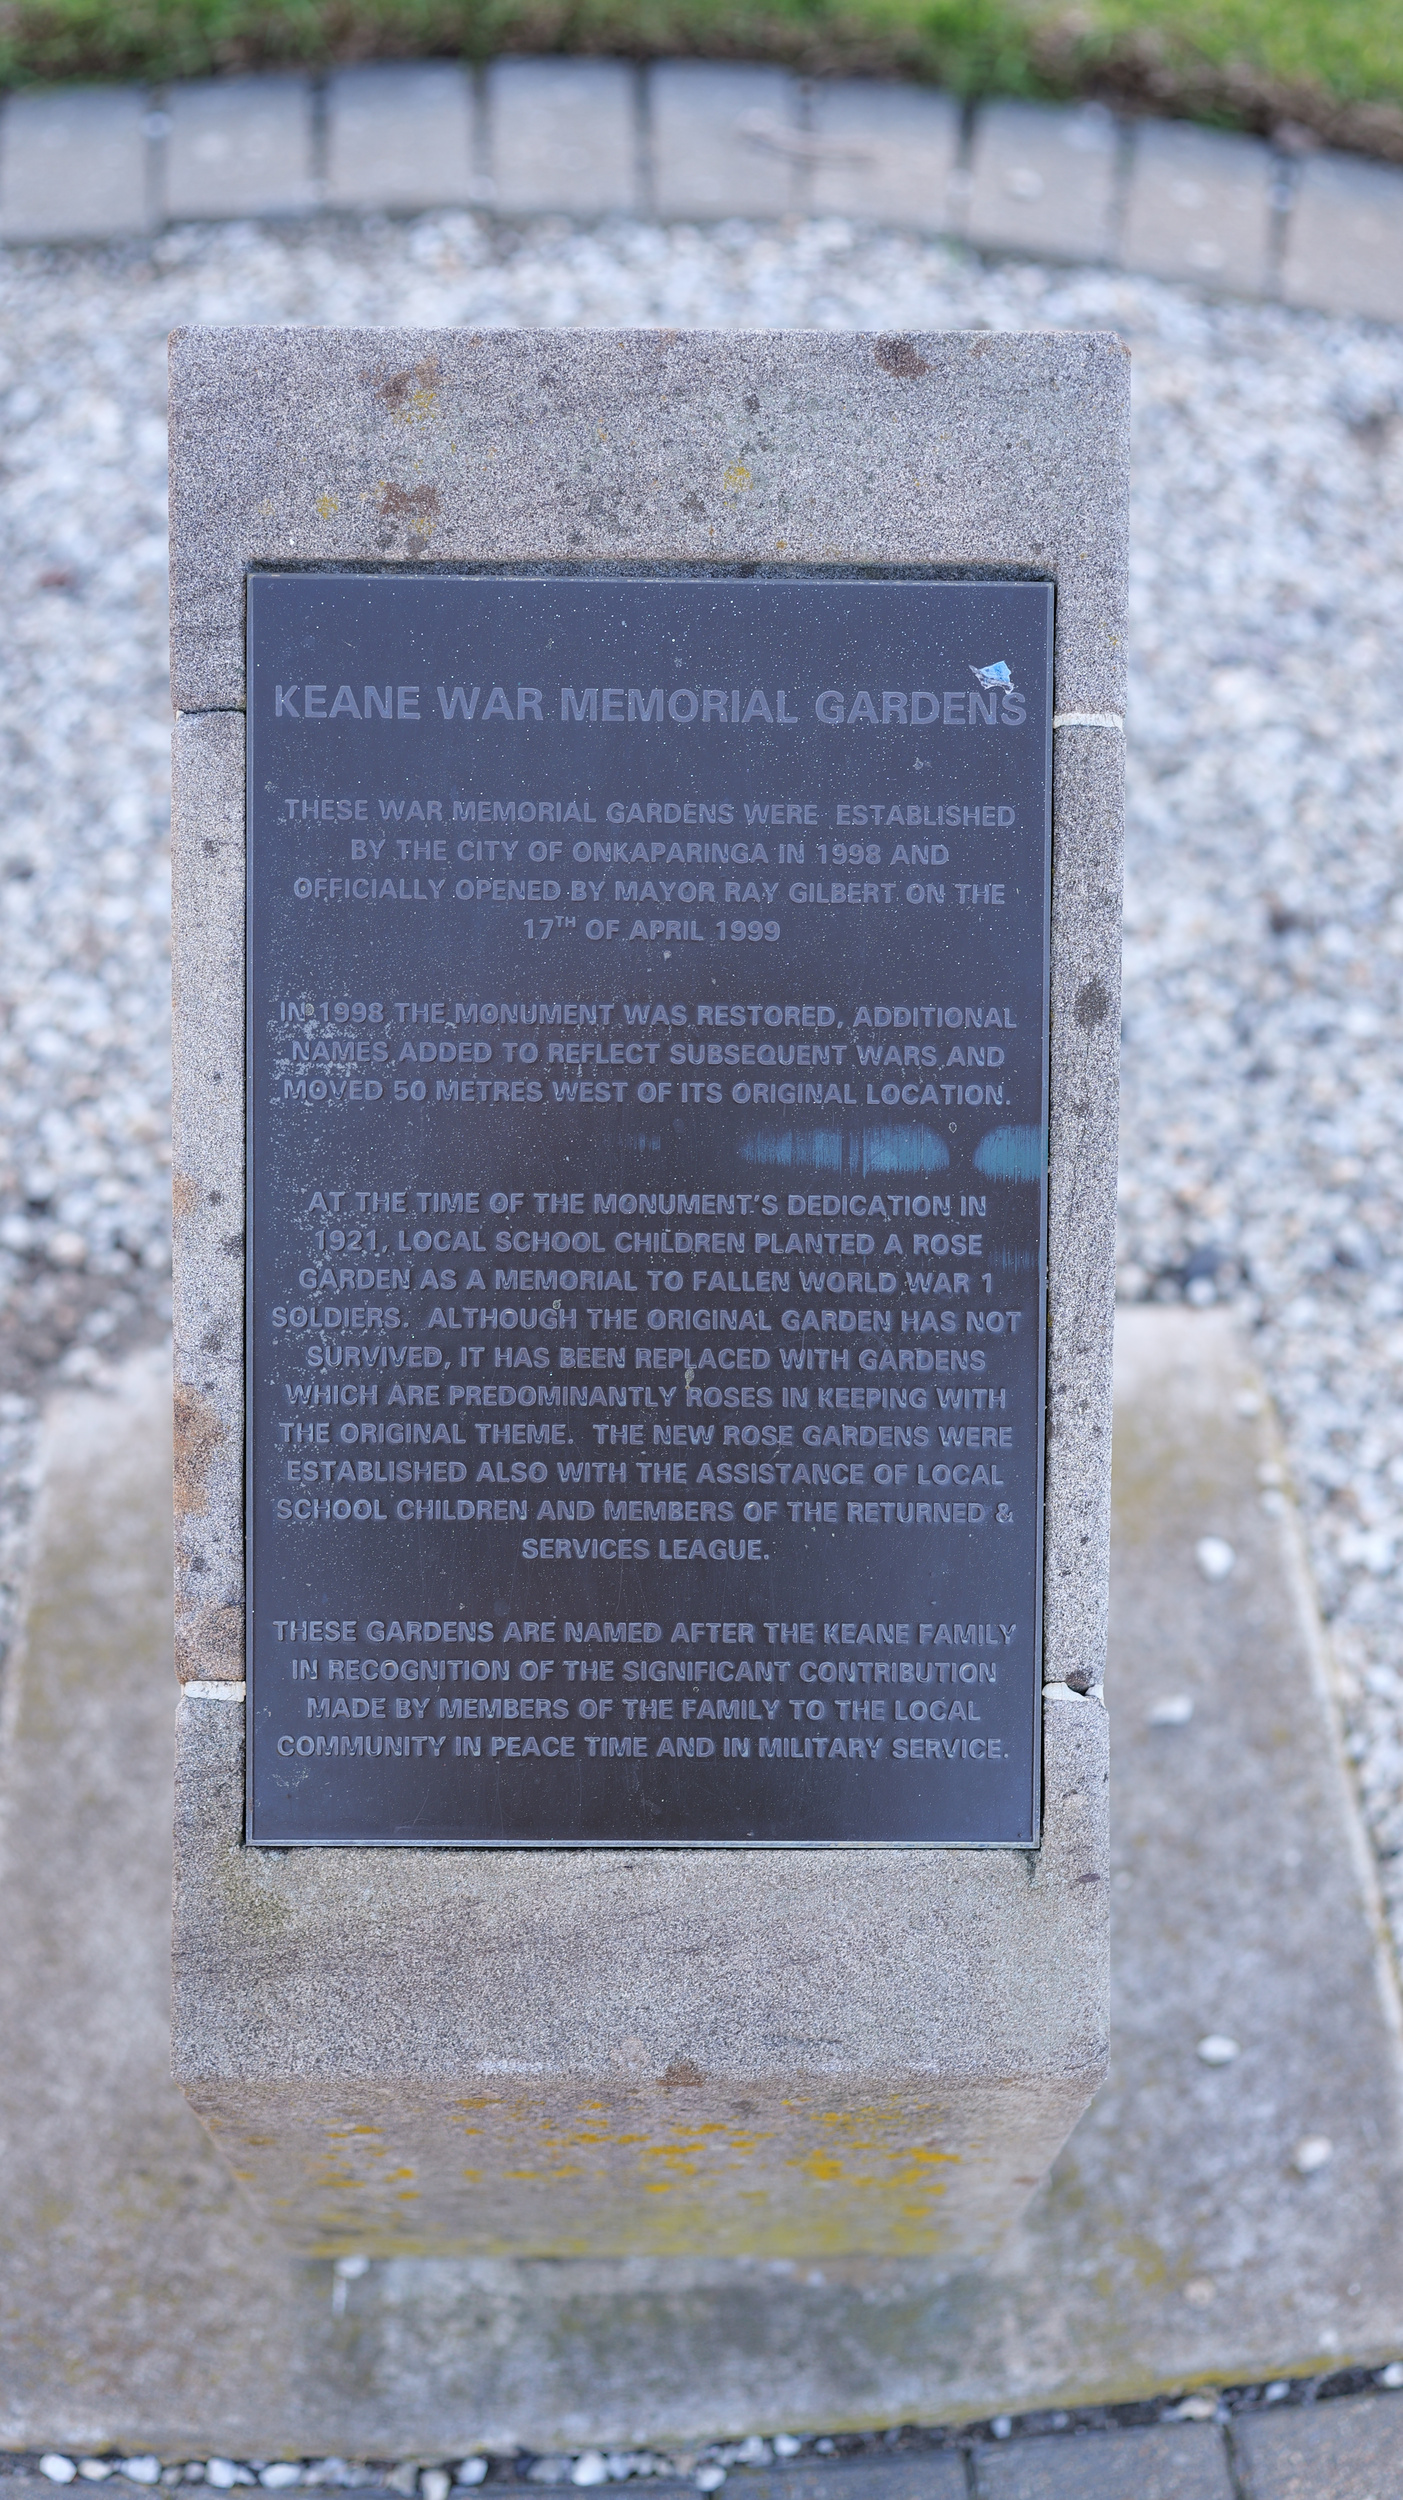 KEANE WAR MEMORIAL GARDENS
THESE WAR MEMORIAL GARDENS WERE ESTABLISHED
BY THE CITY OF ONKAPARINGA IN 1998 AND
OFFICIALLY OPENED BY MAYOR RAY GILBERT ON THE
17TH OF APRIL 1999
IN 1998 THE MONUMENT WAS RESTORED, ADDITIONAL
NAMES ADDED TO REFLECT SUBSEQUENT WARS AND
MOVED 50 METRES WEST OF ITS ORIGINAL LOCATION.
AT THE TIME OF THE MONUMENT'S DEDICATION IN
1921, LOCAL SCHOOL CHILDREN PLANTED A ROSE
GARDEN AS A MEMORIAL TO FALLEN WORLD WAR 1
SOLDIERS. ALTHOUGH THE ORIGINAL GARDEN HAS NOT
SURVIVED, IT HAS BEEN REPLACED WITH GARDENS
WHICH ARE PREDOMINANTLY ROSES IN KEEPING WITH
THE ORIGINAL THEME. THE NEW ROSE GARDENS WERE
ESTABLISHED ALSO WITH THE ASSISTANCE OF LOCAL
SCHOOL CHILDREN AND MEMBERS OF THE RETURNED &
SERVICES LEAGUE.
THESE GARDENS ARE NAMED AFTER THE KEANE FAMILY
IN RECOGNITION OF THE SIGNIFICANT CONTRIBUTION
MADE BY MEMBERS OF THE FAMILY TO THE LOCAL
COMMUNITY IN PEACE TIME AND IN MILITARY SERVICE.